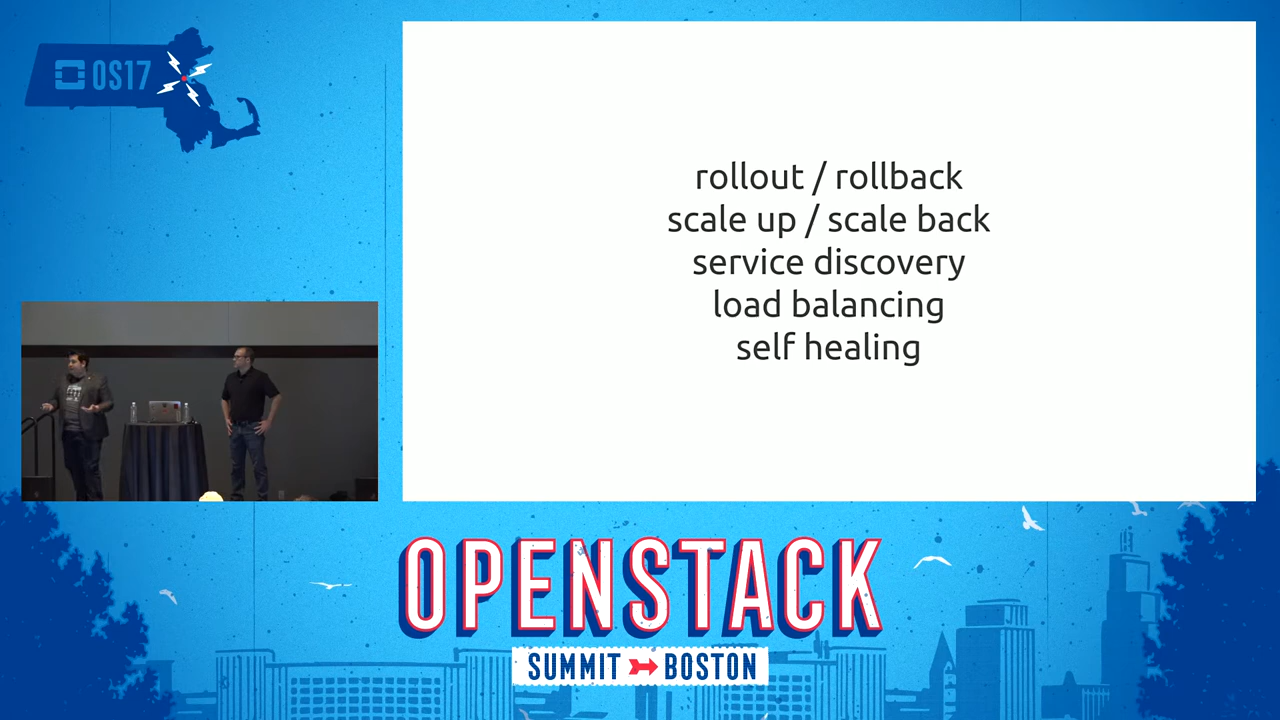 OS17
rollout / rollback
scale up / scale back
service discovery
load balancing
self healing
OPENSTACK
SUMMIT BOSTON